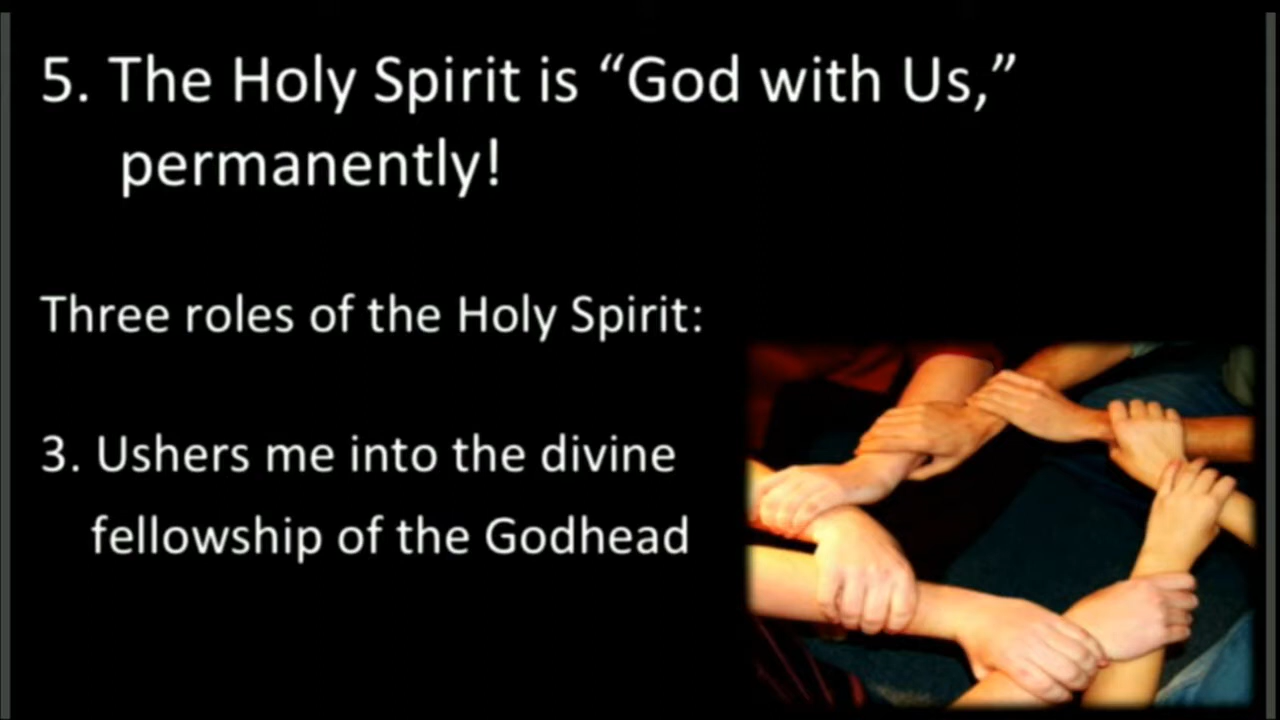 5. The Holy Spirit is “God with Us,”
permanently!
Three roles of the Holy Spirit:
3. Ushers me into the divine
fellowship of the Godhead